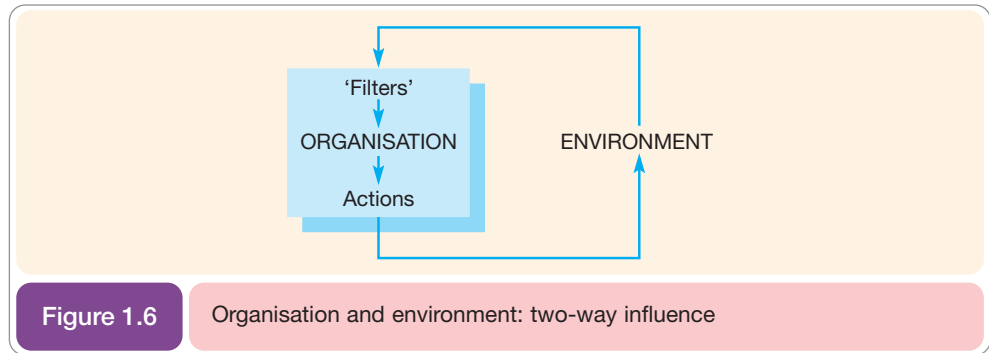 ‘Filters’
ORGANISATION
ENVIRONMENT
Actions
Figure 1.6
Organisation and environment: two-way influence